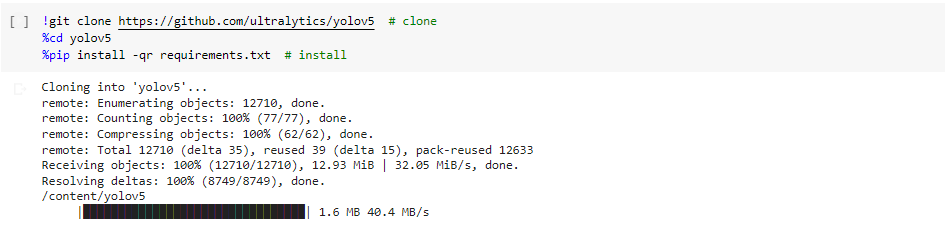 [ ] !git clone https://github.com/ultralytics/yolov5 # clone
%cd yolov5
%pip install -qr requirements.txt # install
Cloning into 'yolov5'...
remote: Enumerating objects: 12710, done.
remote: Counting objects: 100% (77/77), done.
remote: Compressing objects: 100% (62/62), done.
remote: Total 12710 (delta 35), reused 39 (delta 15), pack-reused 12633
Receiving objects: 100% (12710/12710), 12.93 MiB | 32.05 MiB/s, done.
Resolving deltas: 100% (8749/8749), done.
/content/yolov5
|████████████████████████████████| 1.6 MB 40.4 MB/s